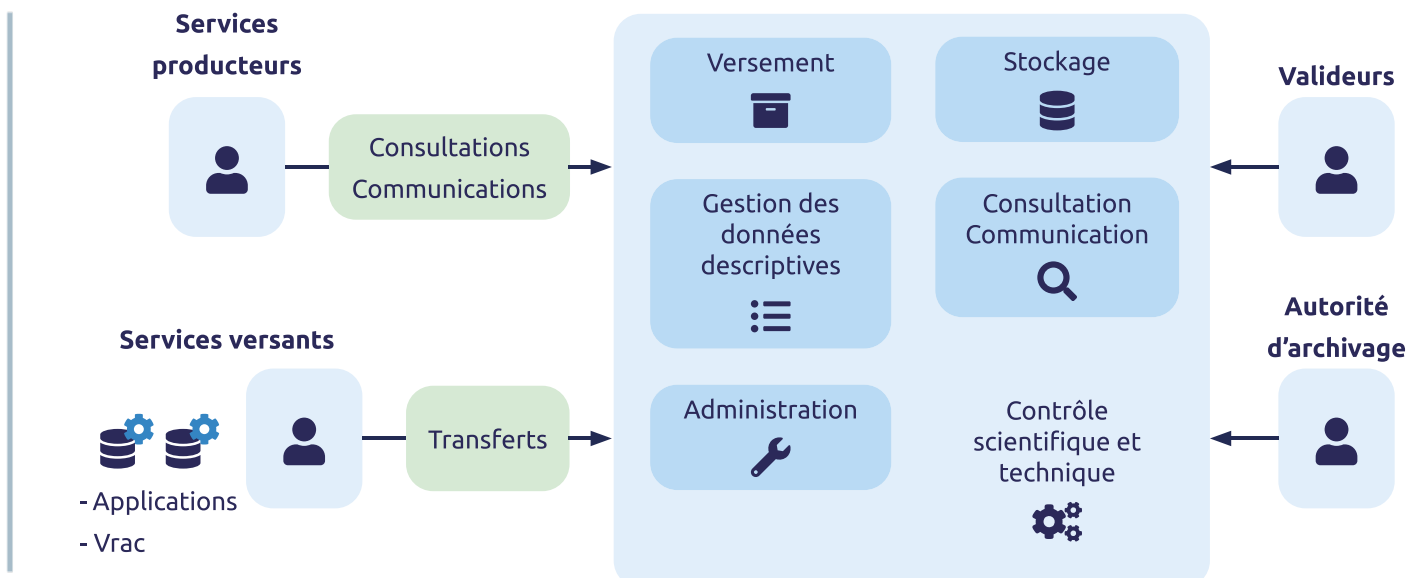 Services
producteurs
Consultations
Communications
Services versants
- Applications
- Vrac
Transferts
Versement
Stockage
Gestion des
données
descriptives
Consultation
Communication
Administration
Contrôle
scientifique et
technique
Valideurs
Autorité
d’archivage